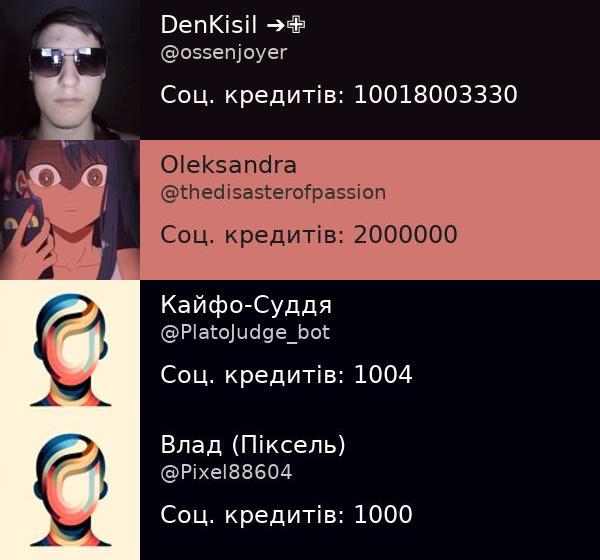 DenKisil ➔✙
@ossenjoyer
Соц. кредитів: 10018003330
Oleksandra
@thedisasterofpassion
Соц. кредитів: 2000000
Кайфо-Суддя
@PlatoJudge_bot
Соц. кредитів: 1004
Влад (Піксель)
@Pixel88604
Соц. кредитів: 1000